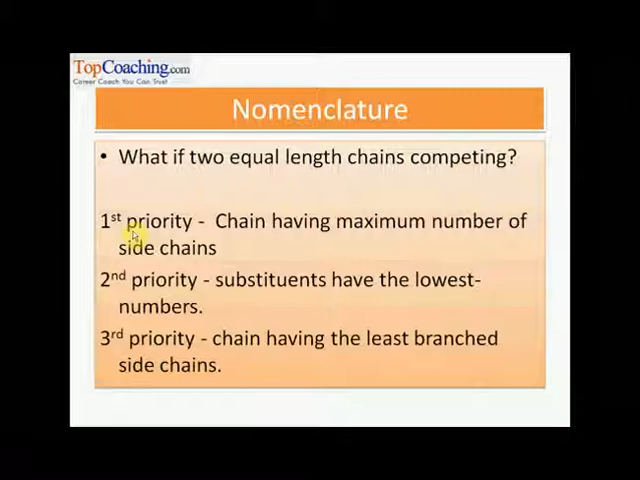 TopCoaching.com
Career Coach You Can Trust
Nomenclature
• What if two equal length chains competing?
1st priority - Chain having maximum number of
side chains
2nd priority - substituents have the lowest-
numbers.
3rd priority - chain having the least branched
side chains.